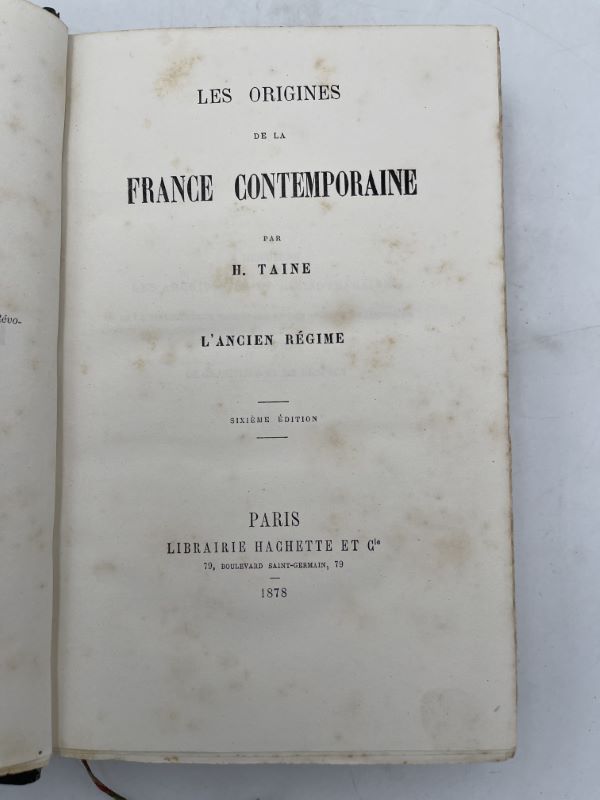 évo-
LES ORIGINES
DE LA
FRANCE CONTEMPORAINE
PAR
H. TAINE
L'ANCIEN RÉGIME
SIXIÈME ÉDITION
PARIS
LIBRAIRIE HACHETTE ET Cie
79, BOULEVARD SAINT-GERMAIN, 79
1878